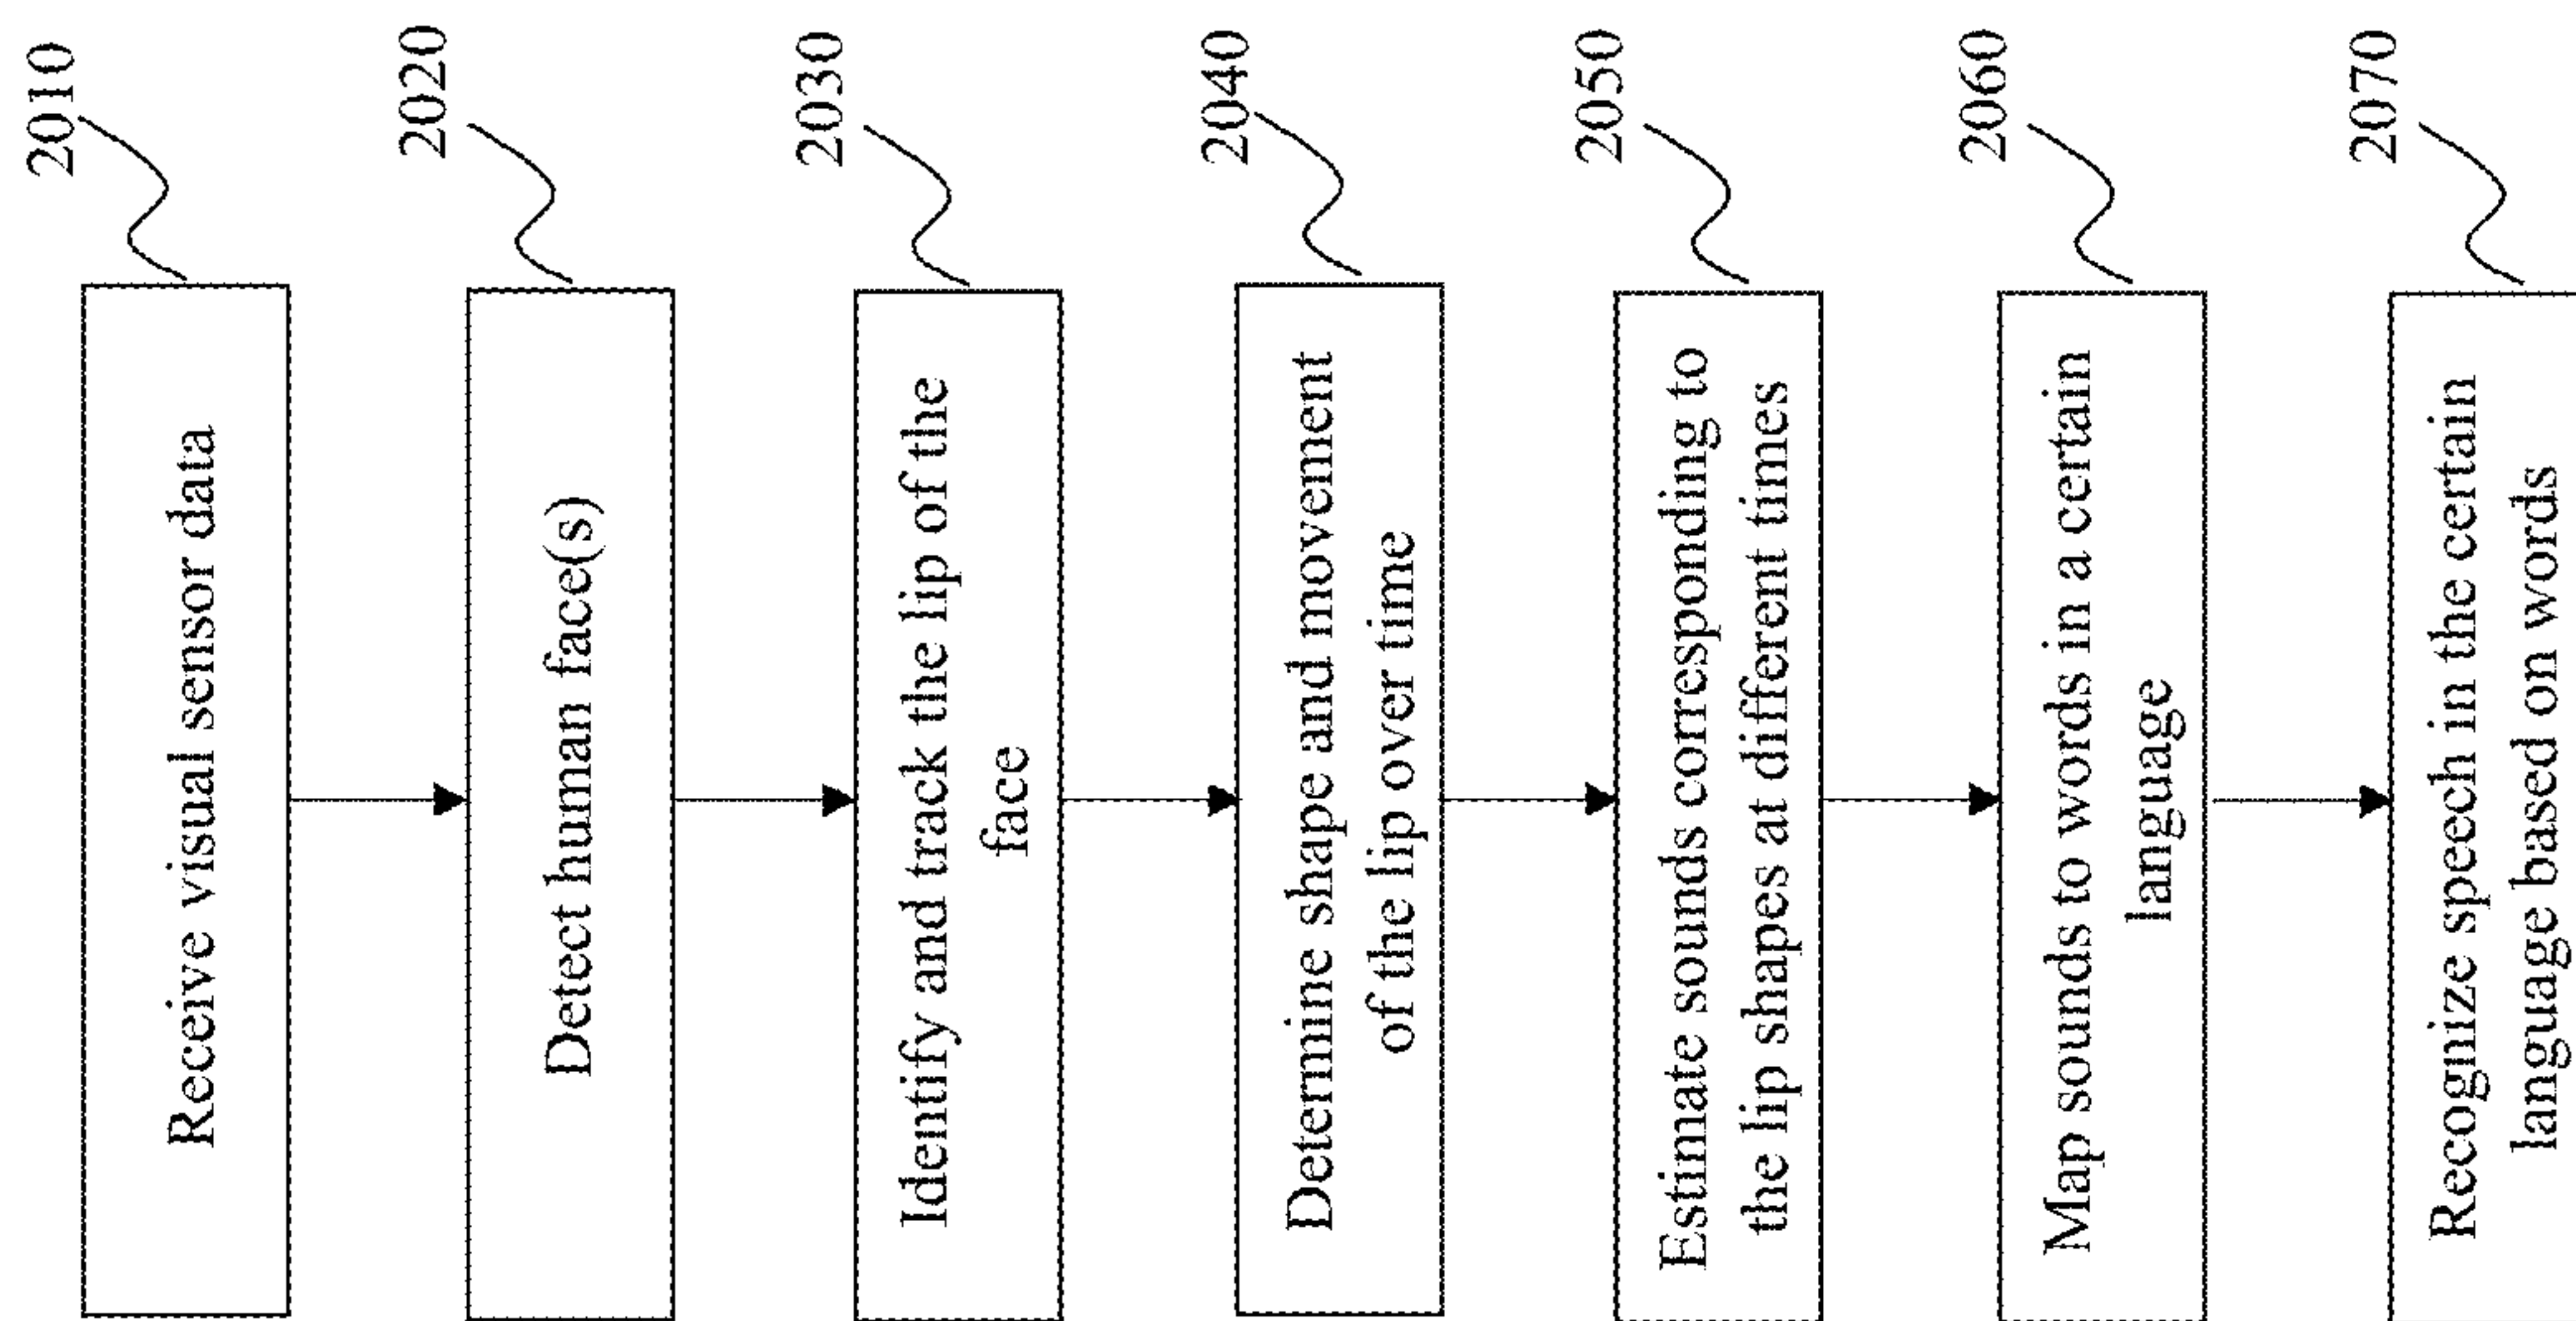 2010
Receive visual sensor data
2020
Detect human face(s)
2030
Identify and track the lip of the
face
2040
Determine shape and movement
of the lip over time
2050
Estimate sounds corresponding to
the lip shapes at different times
2060
Map sounds to words in a certain
language
2070
Recognize speech in the certain
language based on words